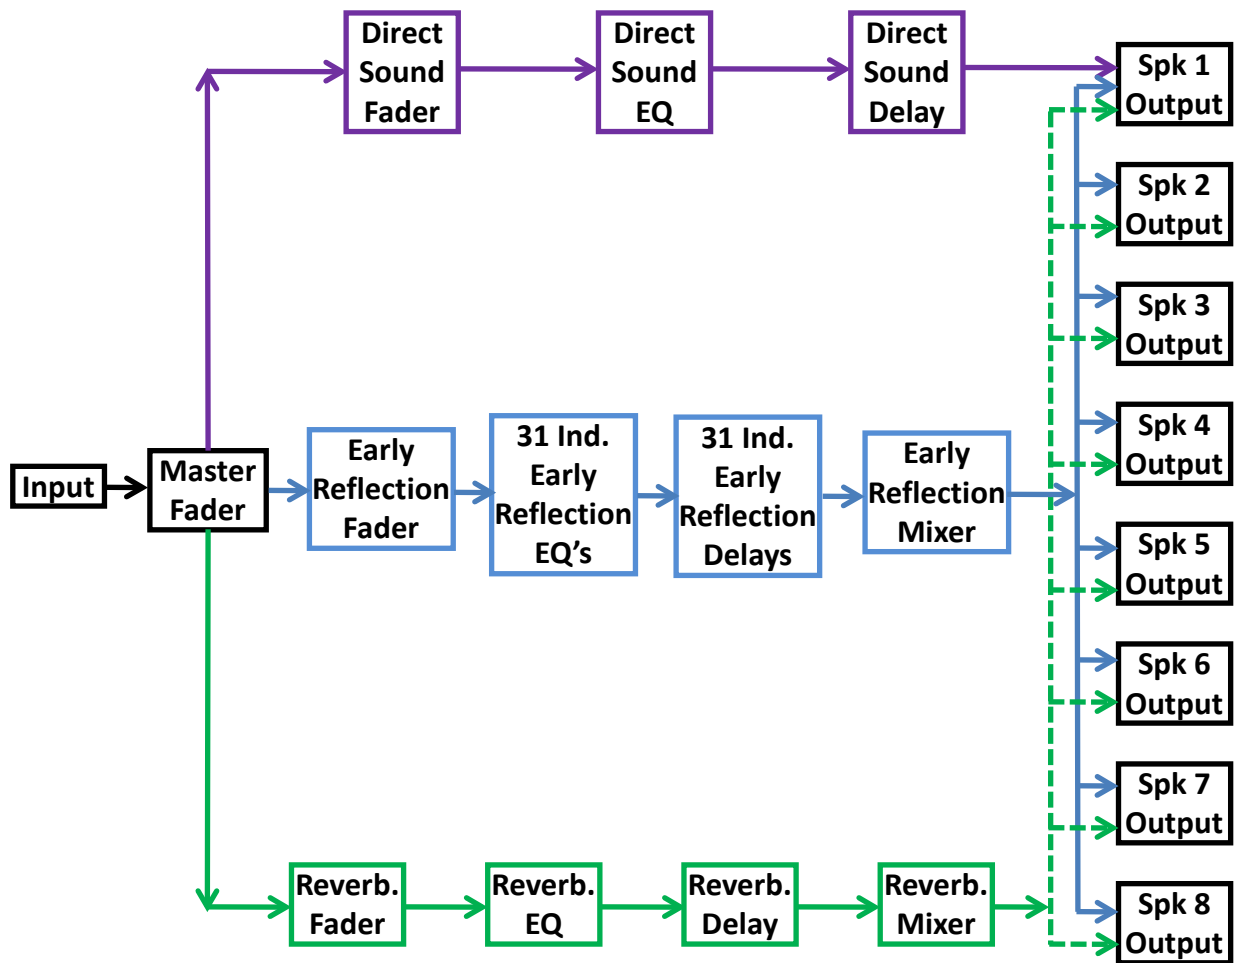 Direct
Sound
Fader
Direct
Sound
EQ
Direct
Sound
Delay
Spk 1
Output
Spk 2
Output
Spk 3
Output
Input
Master
Fader
Early
Reflection
Fader
31 Ind.
Early
Reflection
EQ's
31 Ind.
Early
Reflection
Delays
Early
Reflection
Mixer
Spk 4
Output
Spk 5
Output
Spk 6
Output
Spk 7
Output
Reverb.
Fader
Reverb.
EQ
Reverb.
Delay
Reverb.
Mixer
Spk 8
Output